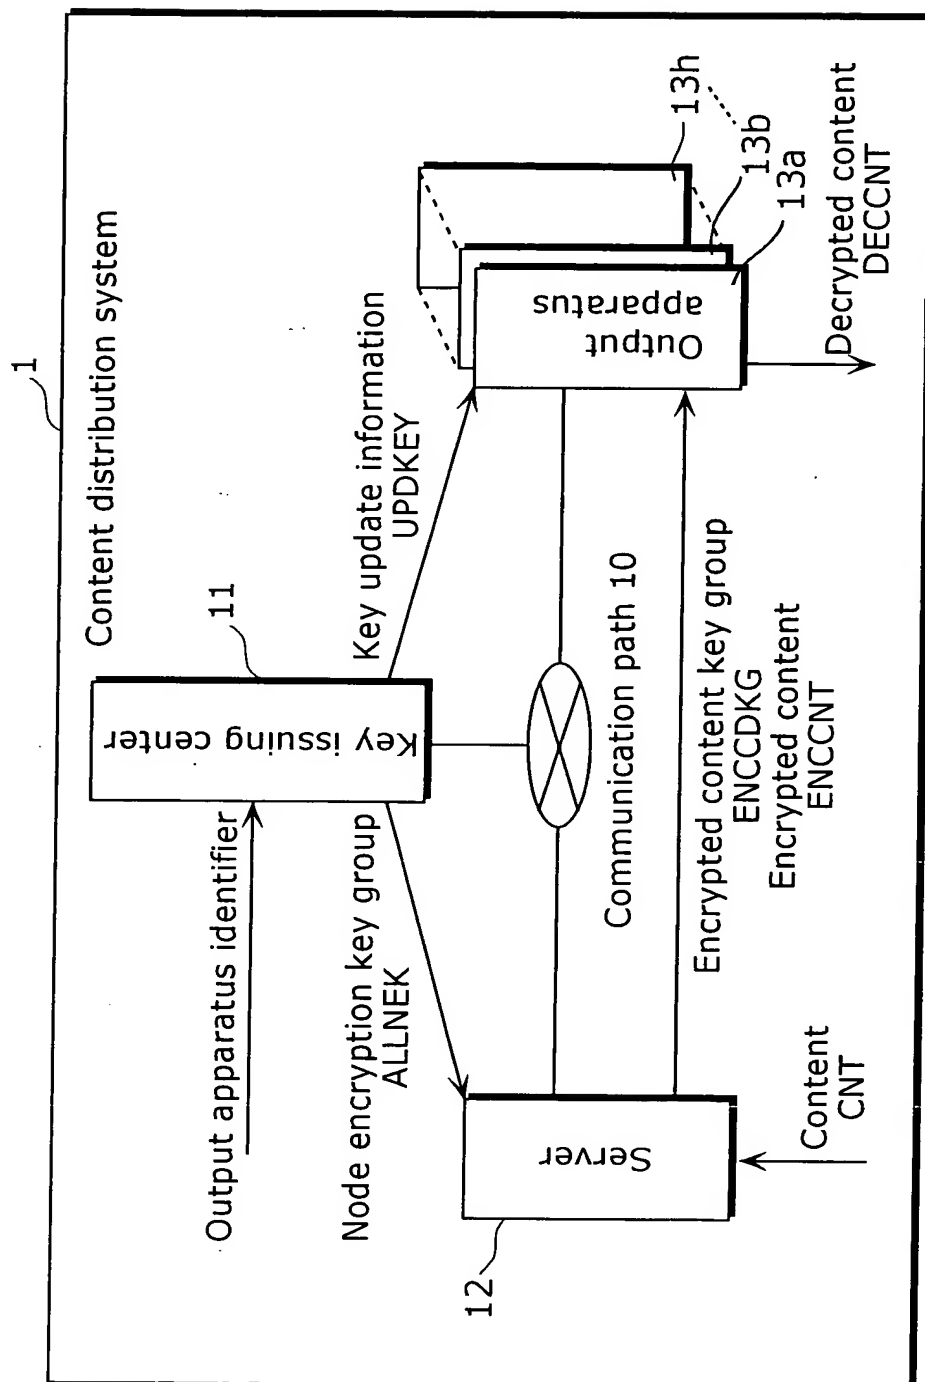 1
Content distribution system
11
Key issuing center
Output apparatus identifier
Node encryption key group
ALLNEK
Key update information
UPDKEY
13h
13b
13a
Output
apparatus
Communication path 10
Server
12
Encrypted content key group
ENCCDKG
Encrypted content
ENCCNT
Content
CNT
Decrypted content
DECCNT